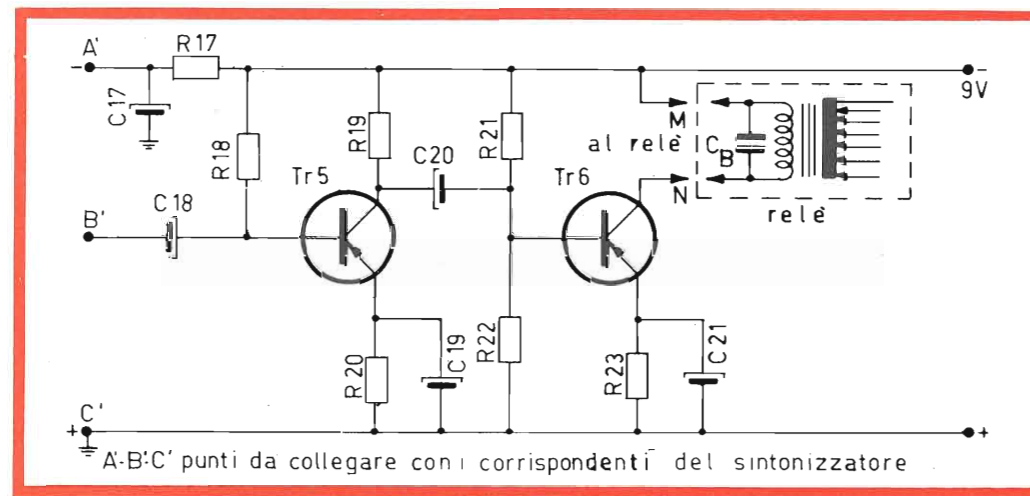 A'
- R17
C17
R18
R19
C20
R21
M
al relè
N
C B
relè
-
9V
Tr5
Tr6
B'
C18
R20
C19
R22
R23
C21
C'
+
+
A'-B'-C' punti da collegare con i corrispondenti del sintonizzatore